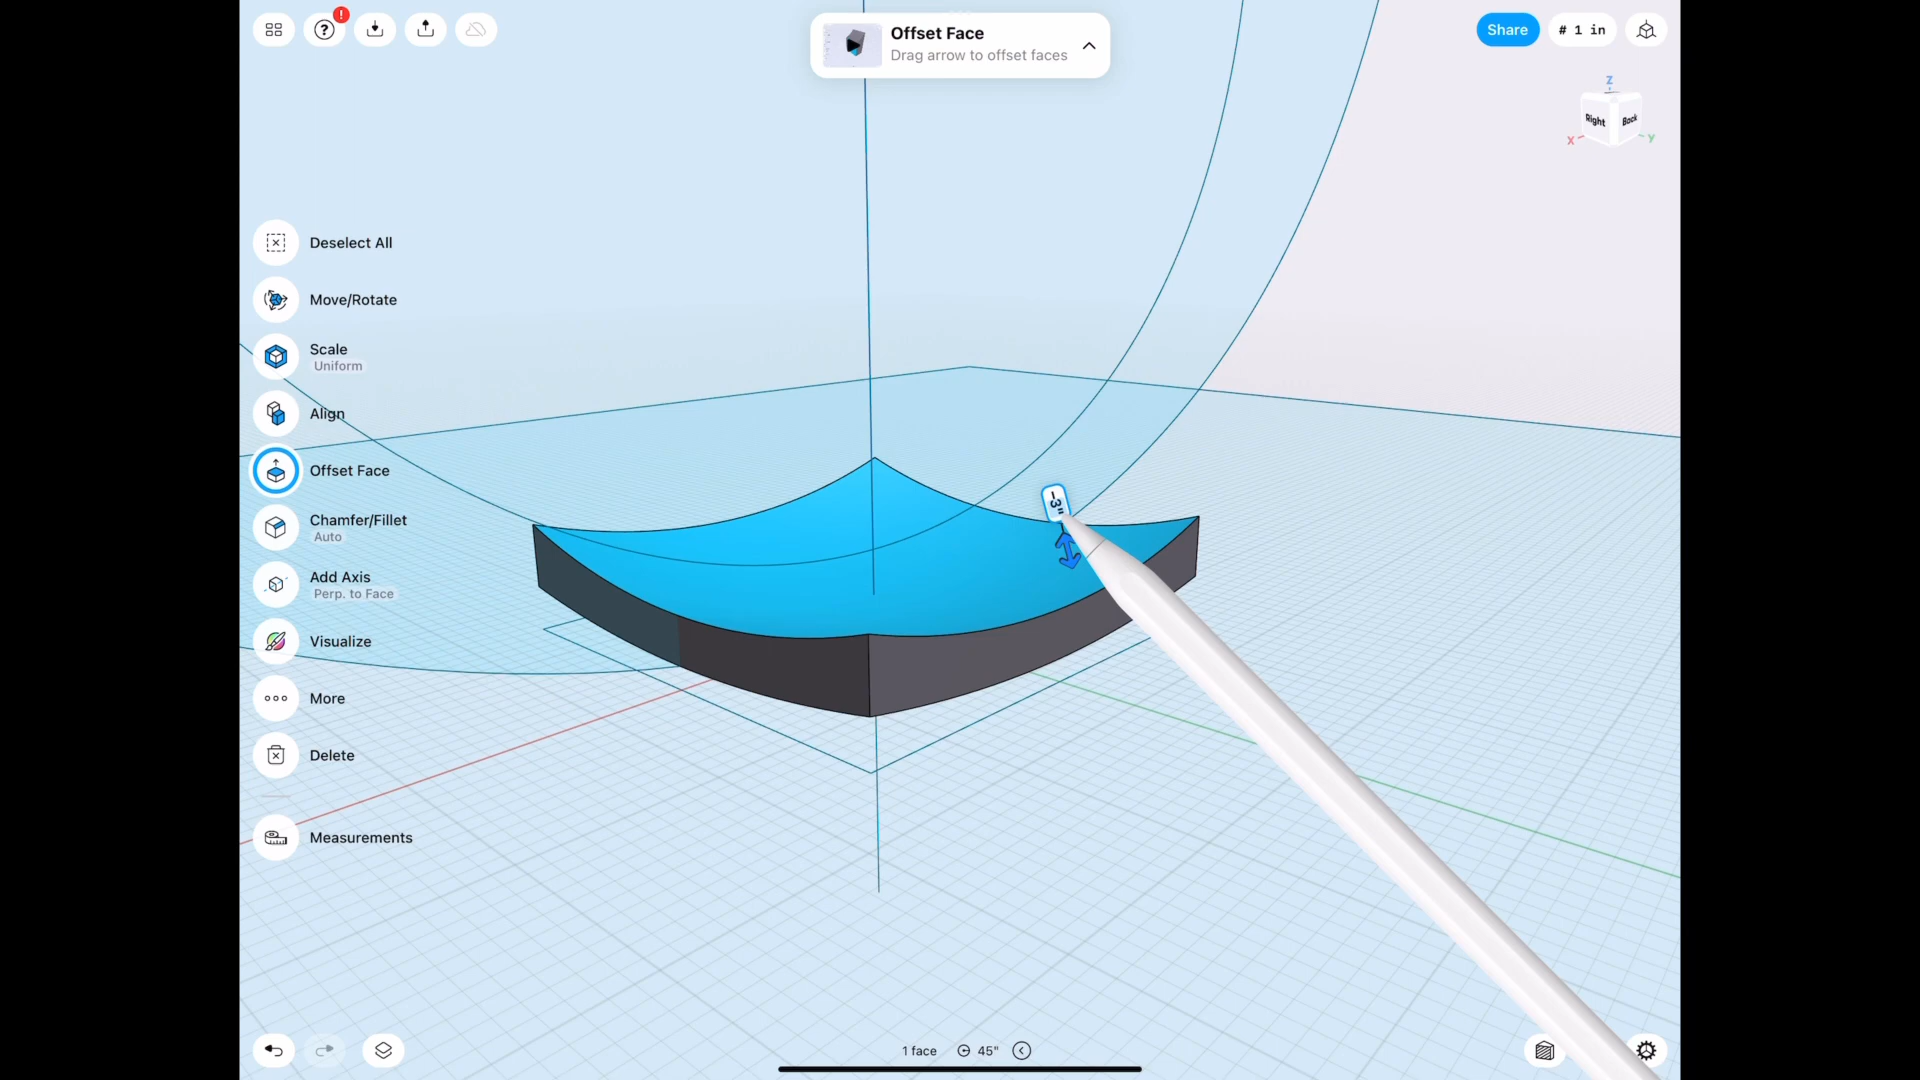 !
?
Offset Face
Drag arrow to offset faces
Share
# 1 in
Z
Right
Back
X
Y
Deselect All
Move/Rotate
Scale
Uniform
Align
Offset Face
Chamfer/Fillet
Auto
Add Axis
Perp. to Face
Visualize
More
Delete
Measurements
-3"
1 face
45"